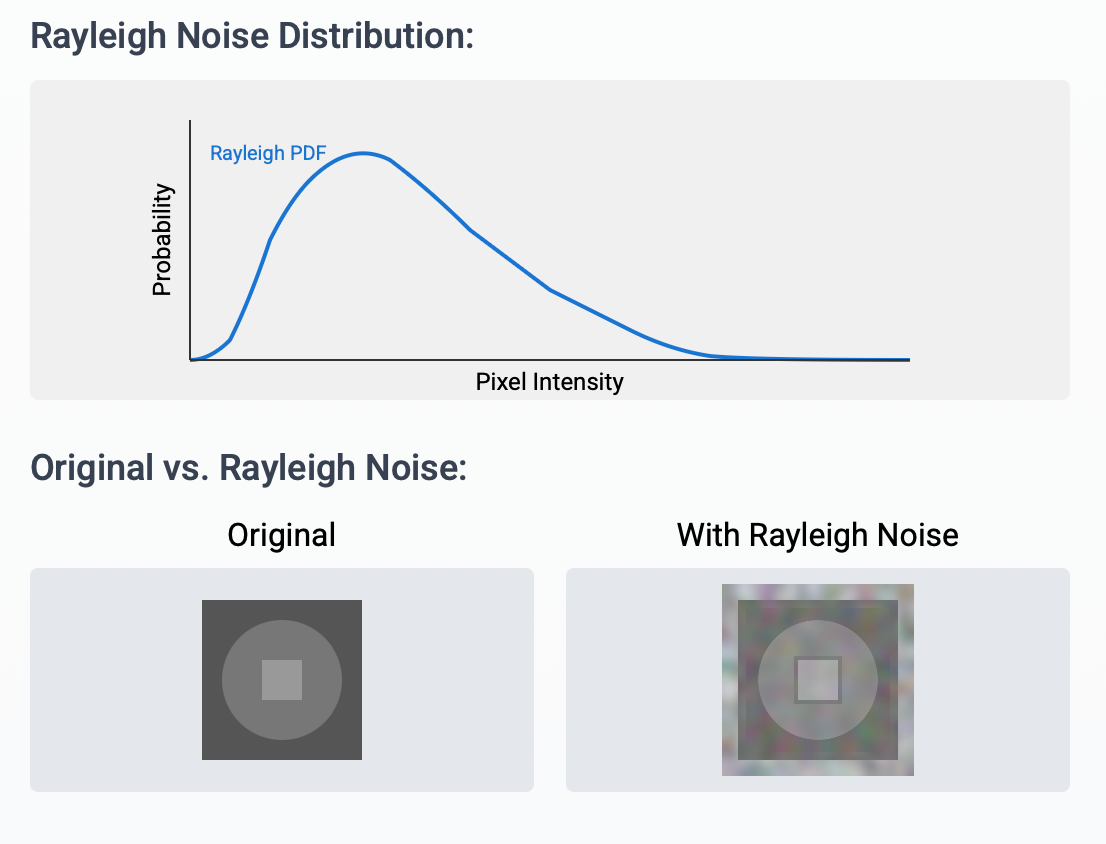 Rayleigh Noise Distribution:
Rayleigh PDF
Probability
Pixel Intensity
Original vs. Rayleigh Noise:
Original
With Rayleigh Noise